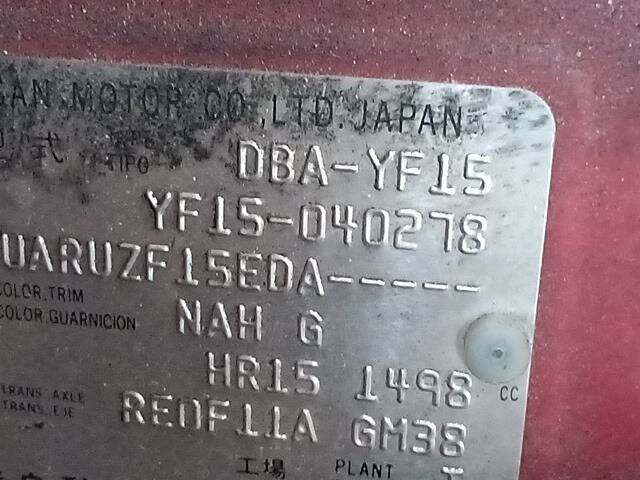 SAN MOTOR CO.,LTD.JAPAN
式 TIPO DBA-YF15
YF15-040278
UARUZF15EDA-----
COLOR.TRIM
COLOR.GUARNICION NAH G
HR15 1498 CC
TRANS.AXLE
TRANS.EJE RE0F11A GM38
工場 PLANT